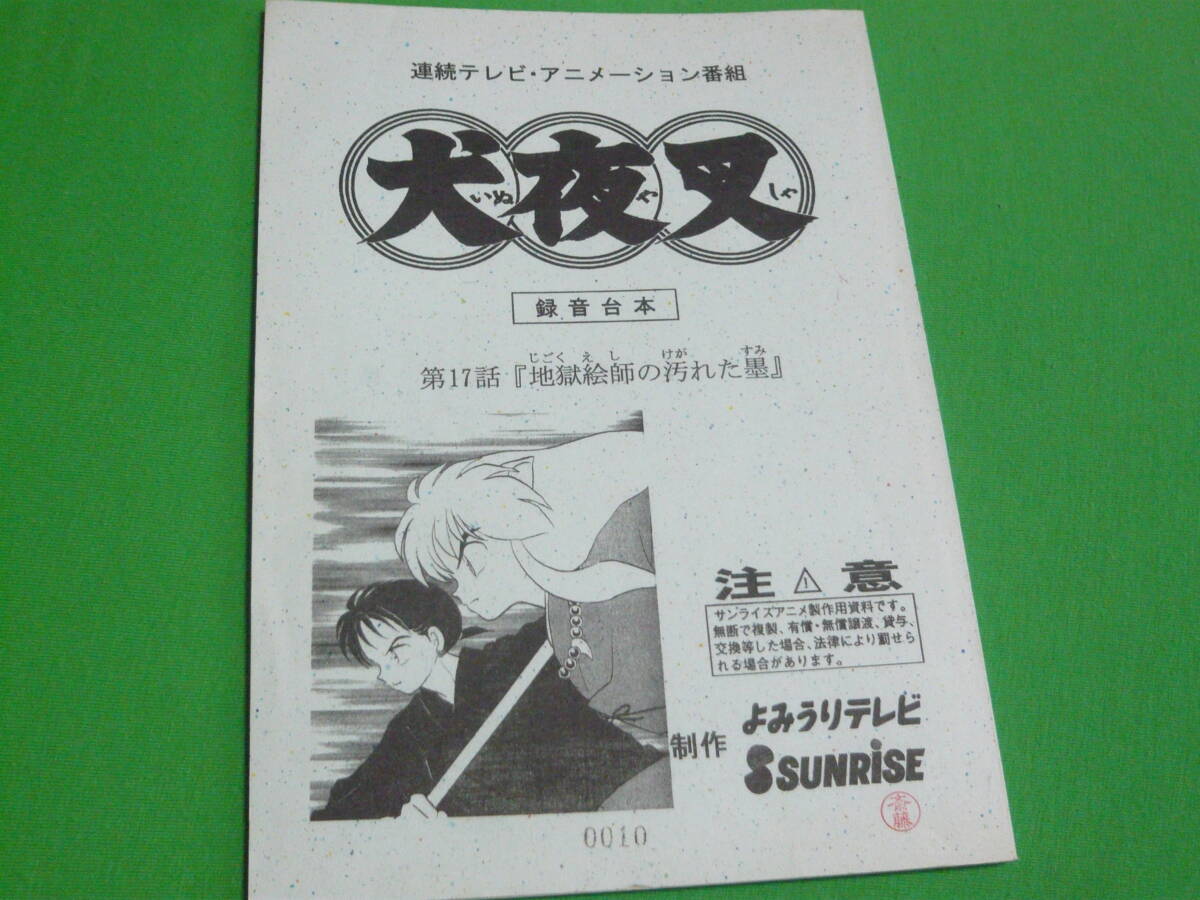 連続テレビ・アニメーション番組
犬夜叉
いぬ や しゃ
録音台本
じごく え し けが すみ
第17話『地獄絵師の汚れた墨』
注 ! 意
サンライズアニメ製作用資料です。
無断で複製、有償・無償譲渡、貸与、
交換等した場合、法律により罰せら
れる場合があります。
制作
よみうりテレビ
SUNRiSE
斎藤
0010